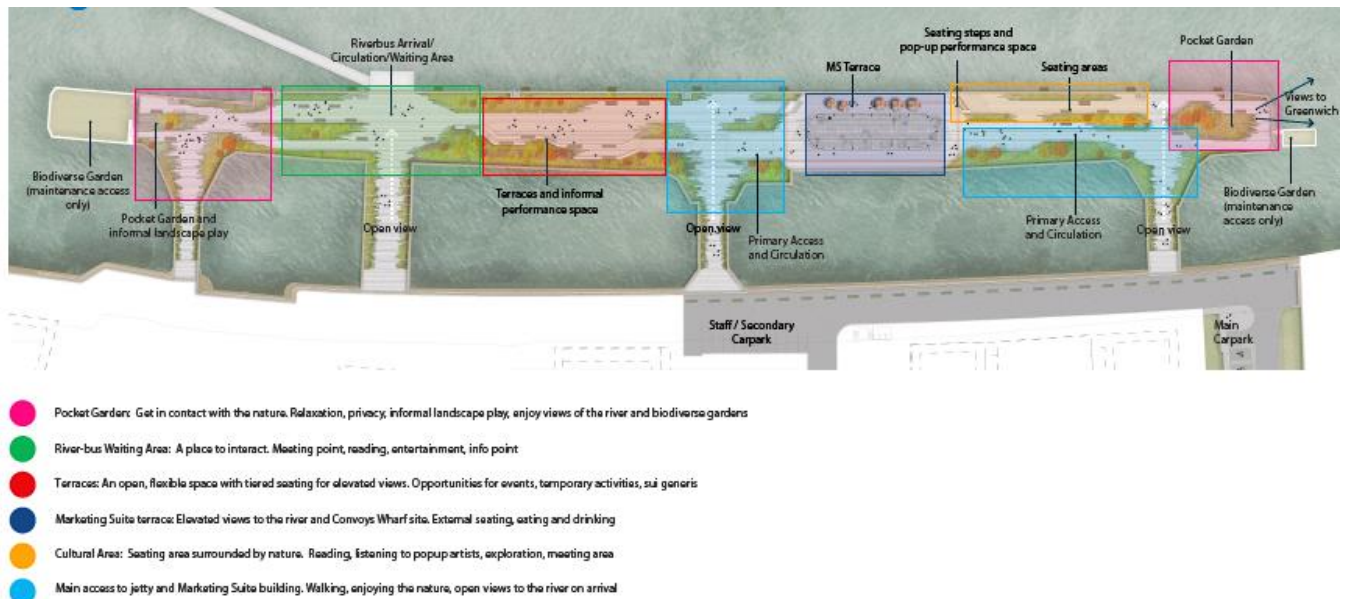 Riverbus Arrival/
Circulation/Waiting Area
Seating steps and
pop-up performance space
Pocket Garden
MS Terrace
Seating areas
Views to
Greenwich
Biodiverse Garden
(maintenance access
only)
Pocket Garden and
informal landscape play
Open view
Terraces and informal
performance space
Open view
Primary Access
and Circulation
Primary Access
and Circulation
Open view
Biodiverse Garden
(maintenance
access only)
Staff / Secondary
Carpark
Main
Carpark
Pocket Garden: Get in contact with the nature. Relaxation, privacy, informal landscape play, enjoy views of the river and biodiverse gardens
River-bus Waiting Area: A place to interact. Meeting point, reading, entertainment, info point
Terraces: An open, flexible space with tiered seating for elevated views. Opportunities for events, temporary activities, sui generis
Marketing Suite terrace: Elevated views to the river and Convoys Wharf site. External seating, eating and drinking
Cultural Area: Seating area surrounded by nature. Reading, listening to popup artists, exploration, meeting area
Main access to jetty and Marketing Suite building. Walking, enjoying the nature, open views to the river on arrival